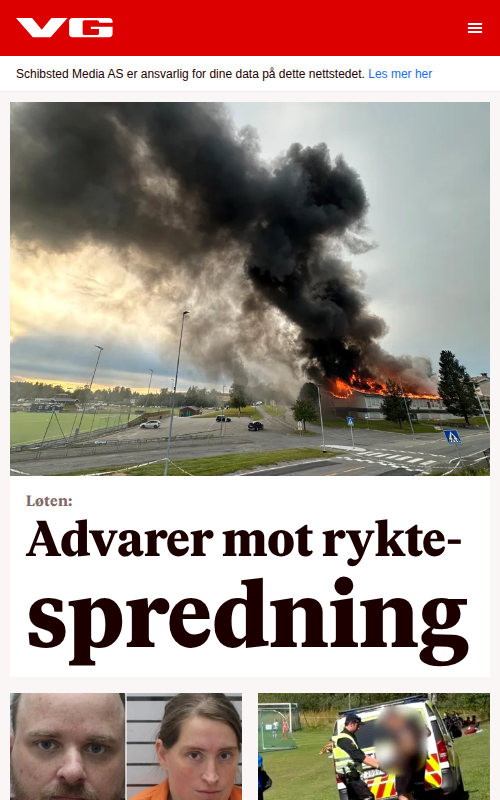 VG
Schibsted Media AS er ansvarlig for dine data på dette nettstedet. Les mer her
Løten:
Advarer mot rykte-
spredning